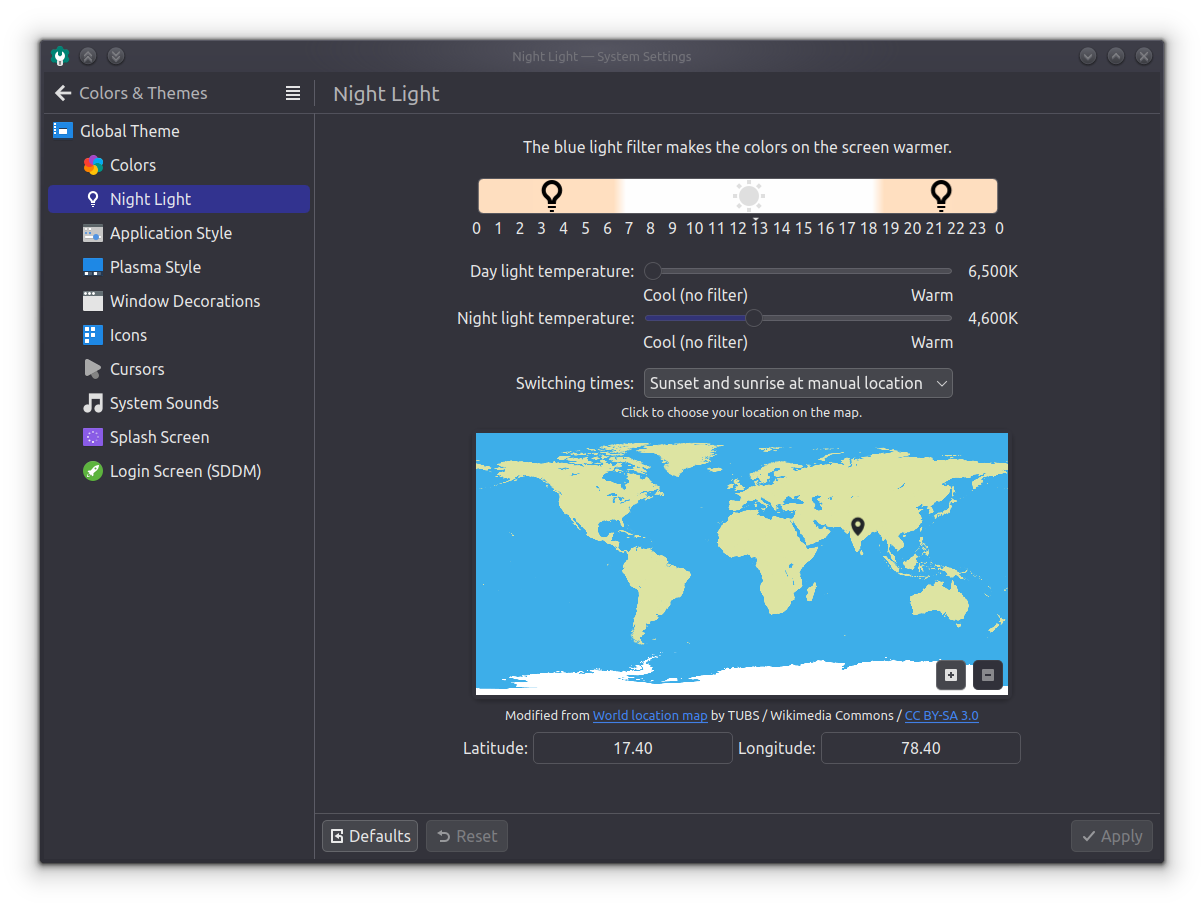 Night Light — System Settings
Colors & Themes
Night Light
Global Theme
Colors
Night Light
Application Style
Plasma Style
Window Decorations
Icons
Cursors
System Sounds
Splash Screen
Login Screen (SDDM)
The blue light filter makes the colors on the screen warmer.
0 1 2 3 4 5 6 7 8 9 10 11 12 13 14 15 16 17 18 19 20 21 22 23 0
Day light temperature: 6,500K
Cool (no filter) Warm
Night light temperature: 4,600K
Cool (no filter) Warm
Switching times: Sunset and sunrise at manual location
Click to choose your location on the map.
Modified from World location map by TUBS / Wikimedia Commons / CC BY-SA 3.0
Latitude: 17.40 Longitude: 78.40
Defaults Reset Apply